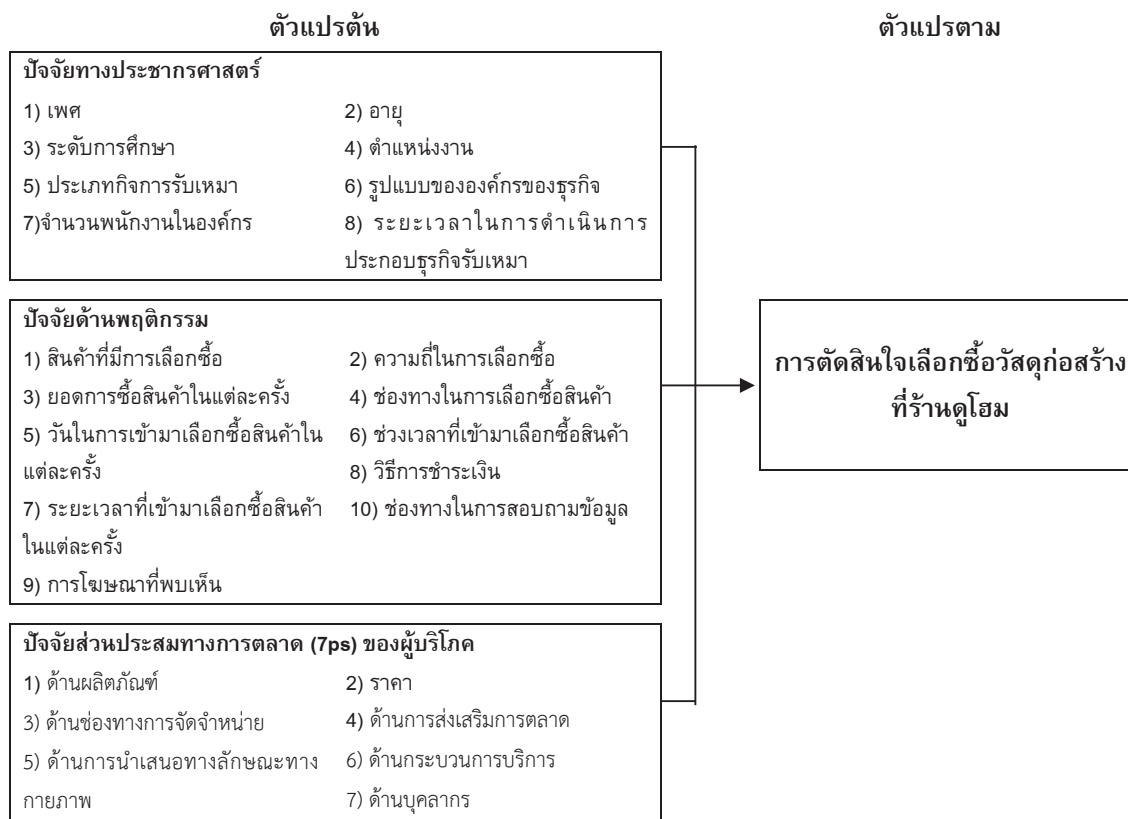 ตัวแปรต้น
ตัวแปรตาม
ปัจจัยทางประชากรศาสตร์
1) เพศ
2) อายุ
3) ระดับการศึกษา
4) ตำแหน่งงาน
5) ประเภทกิจการรับเหมา
6) รูปแบบขององค์กรของธุรกิจ
7)จำนวนพนักงานในองค์กร
8) ระยะเวลาในการดำเนินการ
ประกอบธุรกิจรับเหมา
ปัจจัยด้านพฤติกรรม
1) สินค้าที่มีการเลือกซื้อ
2) ความถี่ในการเลือกซื้อ
3) ยอดการซื้อสินค้าในแต่ละครั้ง
4) ช่องทางในการเลือกซื้อสินค้า
5) วันในการเข้ามาเลือกซื้อสินค้าใน
แต่ละครั้ง
6) ช่วงเวลาที่เข้ามาเลือกซื้อสินค้า
8) วิธีการชำระเงิน
7) ระยะเวลาที่เข้ามาเลือกซื้อสินค้า
ในแต่ละครั้ง
10) ช่องทางในการสอบถามข้อมูล
9) การโฆษณาที่พบเห็น
การตัดสินใจเลือกซื้อวัสดุก่อสร้าง
ที่ร้านดูโฮม
ปัจจัยส่วนประสมทางการตลาด (7ps) ของผู้บริโภค
1) ด้านผลิตภัณฑ์
2) ราคา
3) ด้านช่องทางการจัดจำหน่าย
4) ด้านการส่งเสริมการตลาด
5) ด้านการนำเสนอทางลักษณะทาง
กายภาพ
6) ด้านกระบวนการบริการ
7) ด้านบุคลากร